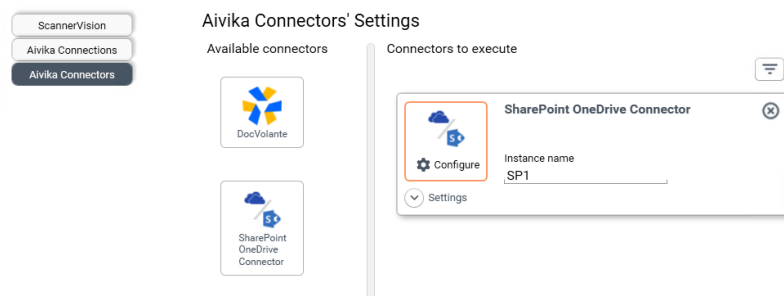 ScannerVision
Aivika Connections
Aivika Connectors
Aivika Connectors' Settings
Available connectors
DocVolante
SharePoint
OneDrive
Connector
Connectors to execute
SharePoint OneDrive Connector
Configure
Instance name
SP1
Settings